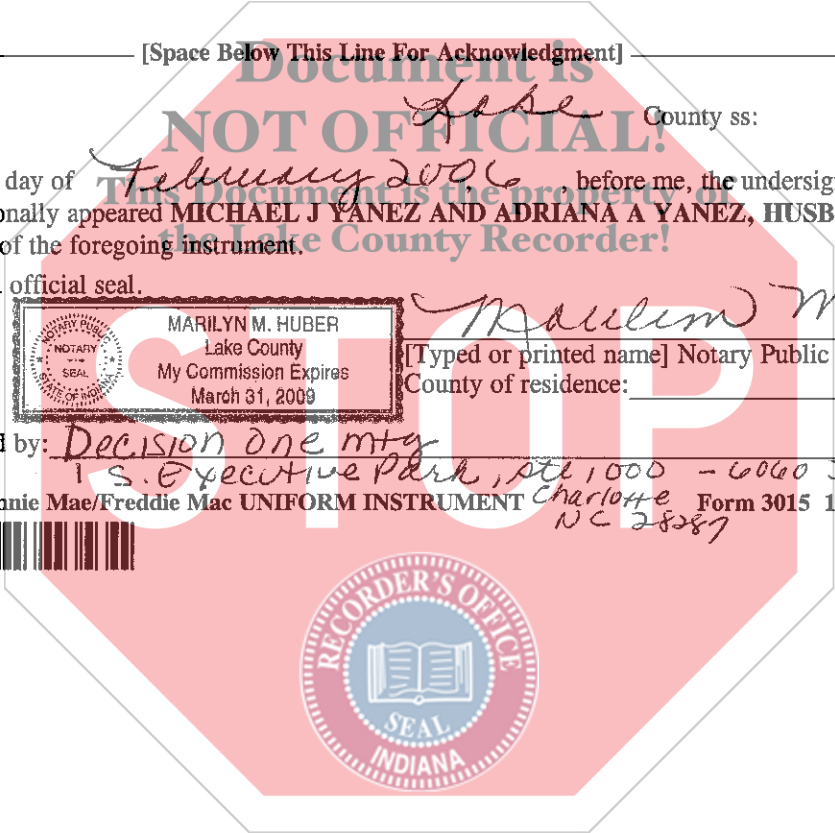 [Space Below This Line For Acknowledgment]
Document is
NOT OFFICIAL!
This Document is the property of
the Lake County Recorder!
STOP
Lake County ss:
day of February 2006, before me, the undersig
onally appeared MICHAEL J YANEZ AND ADRIANA A YANEZ, HUSB
of the foregoing instrument.
official seal.
NOTARY PUBLIC
NOTARY
SEAL
STATE OF INDIANA
MARILYN M. HUBER
Lake County
My Commission Expires
March 31, 2009
Marilyn M
[Typed or printed name] Notary Public
County of residence:
d by: Decision One mtg
1 S. Executive Park, ste 1000 - 6060
Charlotte
NC 28287
nnie Mae/Freddie Mac UNIFORM INSTRUMENT Form 3015 1
RECORDER'S OFFICE
SEAL
INDIANA